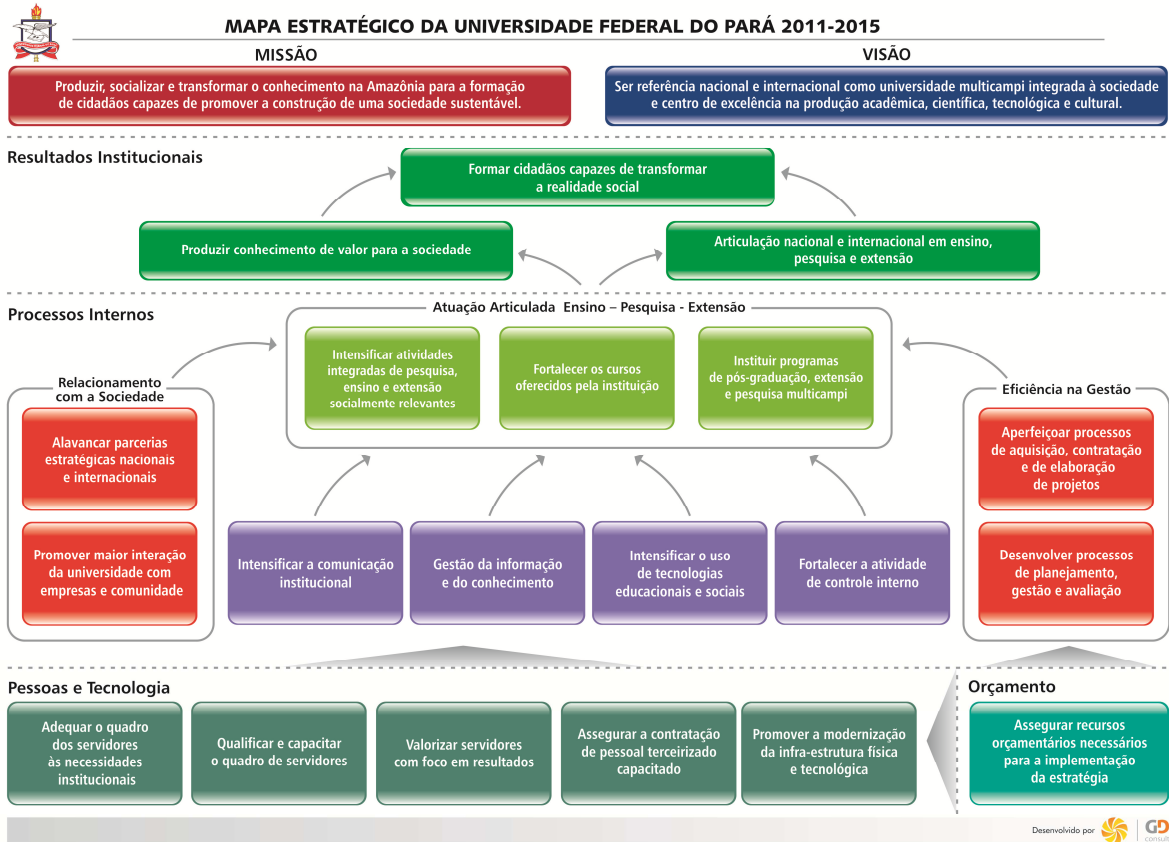 MAPA ESTRATÉGICO DA UNIVERSIDADE FEDERAL DO PARÁ 2011-2015
MISSÃO
Produzir, socializar e transformar o conhecimento na Amazônia para a formação
de cidadãos capazes de promover a construção de uma sociedade sustentável.
VISÃO
Ser referência nacional e internacional como universidade multicampi integrada à sociedade
e centro de excelência na produção acadêmica, científica, tecnológica e cultural.
Resultados Institucionais
Formar cidadãos capazes de transformar
a realidade social
Produzir conhecimento de valor para a sociedade
Articulação nacional e internacional em ensino,
pesquisa e extensão
Processos Internos
Atuação Articulada Ensino – Pesquisa - Extensão
Intensificar atividades
integradas de pesquisa,
ensino e extensão
socialmente relevantes
Fortalecer os cursos
oferecidos pela instituição
Instituir programas
de pós-graduação, extensão
e pesquisa multicampi
Relacionamento
com a Sociedade
Alavancar parcerias
estratégicas nacionais
e internacionais
Promover maior interação
da universidade com
empresas e comunidade
Intensificar a comunicação
institucional
Gestão da informação
e do conhecimento
Intensificar o uso
de tecnologias
educacionais e sociais
Fortalecer a atividade
de controle interno
Eficiência na Gestão
Aperfeiçoar processos
de aquisição, contratação
e de elaboração
de projetos
Desenvolver processos
de planejamento,
gestão e avaliação
Pessoas e Tecnologia
Adequar o quadro
dos servidores
às necessidades
institucionais
Qualificar e capacitar
o quadro de servidores
Valorizar servidores
com foco em resultados
Assegurar a contratação
de pessoal terceirizado
capacitado
Promover a modernização
da infra-estrutura física
e tecnológica
Orçamento
Assegurar recursos
orçamentários necessários
para a implementação
da estratégia
Desenvolvido por
GD
consult